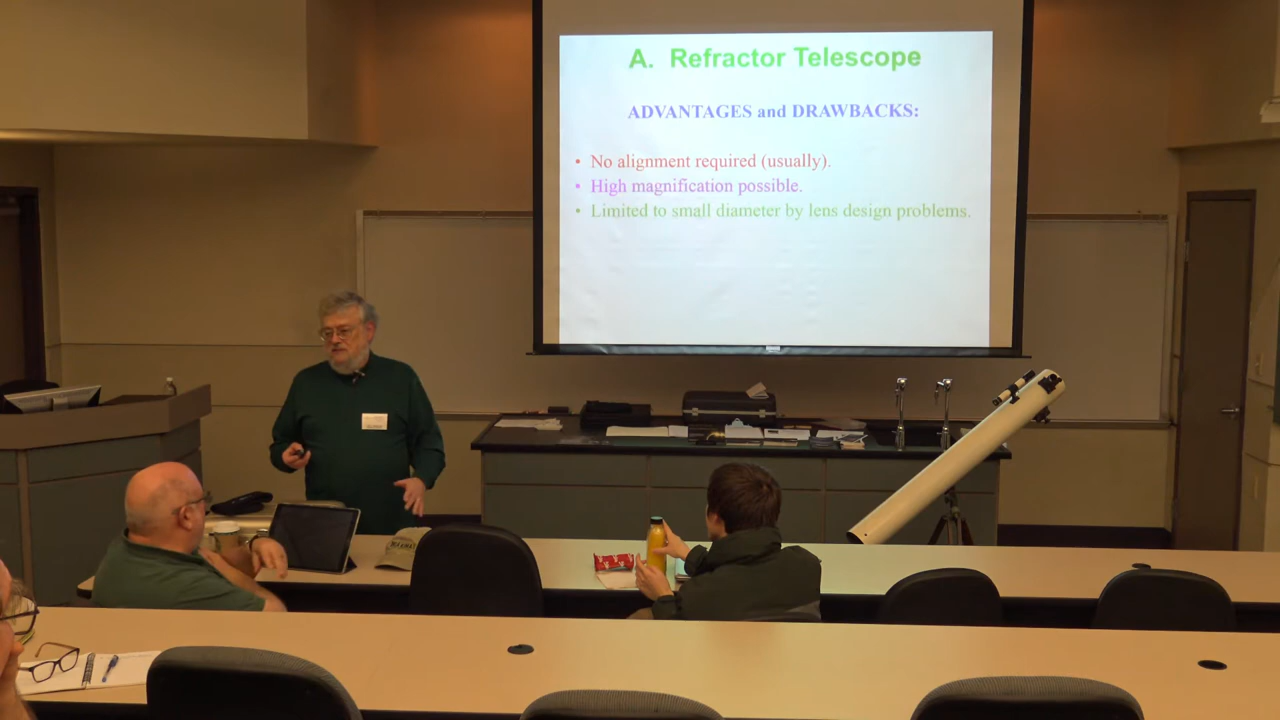 A. Refractor Telescope
ADVANTAGES and DRAWBACKS:
• No alignment required (usually).
• High magnification possible.
• Limited to small diameter by lens design problems.